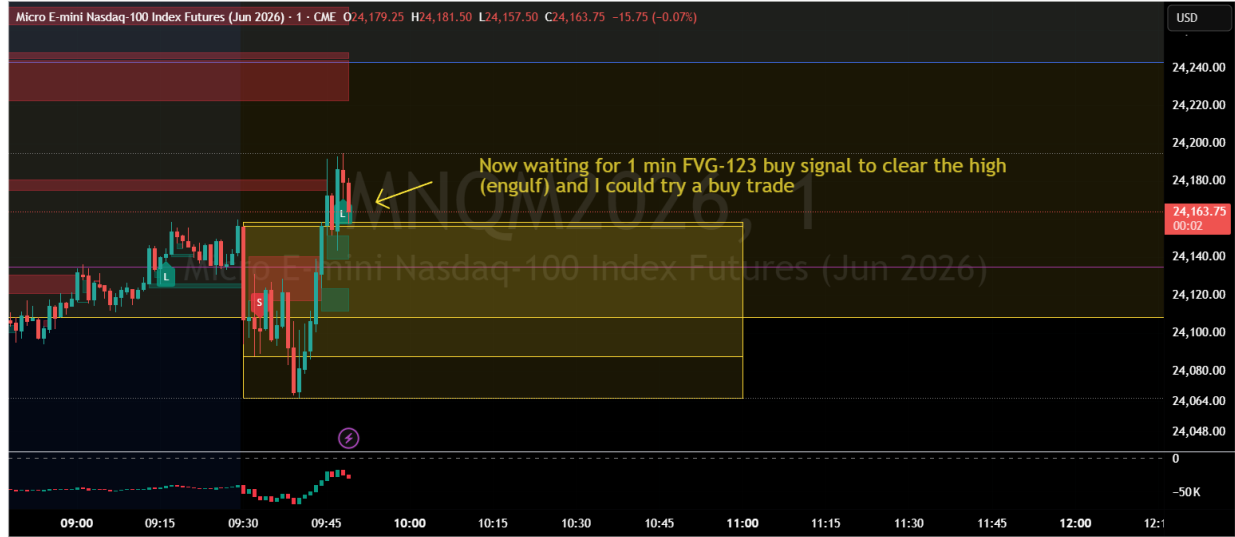 Micro E-mini Nasdaq-100 Index Futures (Jun 2026) · 1 · CME O24,179.25 H24,181.50 L24,157.50 C24,163.75 −15.75 (−0.07%)
USD
24,240.00
24,220.00
24,200.00
Now waiting for 1 min FVG-123 buy signal to clear the high
(engulf) and I could try a buy trade
24,180.00
MNQM2026, 1
L
24,163.75
00:02
24,140.00
Micro E-mini Nasdaq-100 Index Futures (Jun 2026)
L
24,120.00
S
24,100.00
24,080.00
24,064.00
24,048.00
0
−50K
09:00 09:15 09:30 09:45 10:00 10:15 10:30 10:45 11:00 11:15 11:30 11:45 12:00